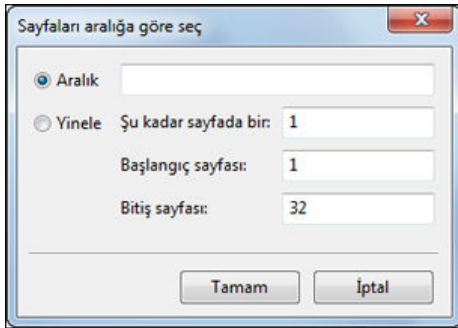 Sayfaları aralığa göre seç
Aralık
Yinele Şu kadar sayfada bir: 1
Başlangıç sayfası: 1
Bitiş sayfası: 32
Tamam İptal